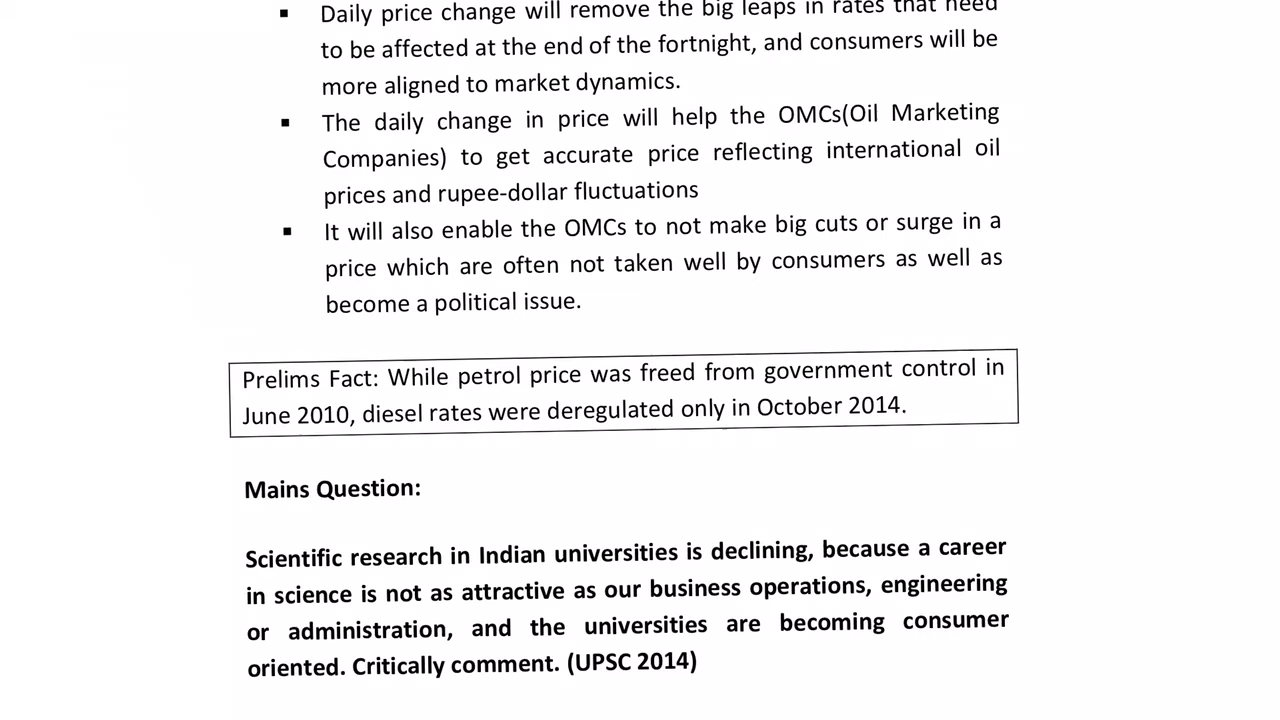 ▪ Daily price change will remove the big leaps in rates that need
to be affected at the end of the fortnight, and consumers will be
more aligned to market dynamics.
▪ The daily change in price will help the OMCs(Oil Marketing
Companies) to get accurate price reflecting international oil
prices and rupee-dollar fluctuations
▪ It will also enable the OMCs to not make big cuts or surge in a
price which are often not taken well by consumers as well as
become a political issue.
Prelims Fact: While petrol price was freed from government control in
June 2010, diesel rates were deregulated only in October 2014.
Mains Question:
Scientific research in Indian universities is declining, because a career
in science is not as attractive as our business operations, engineering
or administration, and the universities are becoming consumer
oriented. Critically comment. (UPSC 2014)